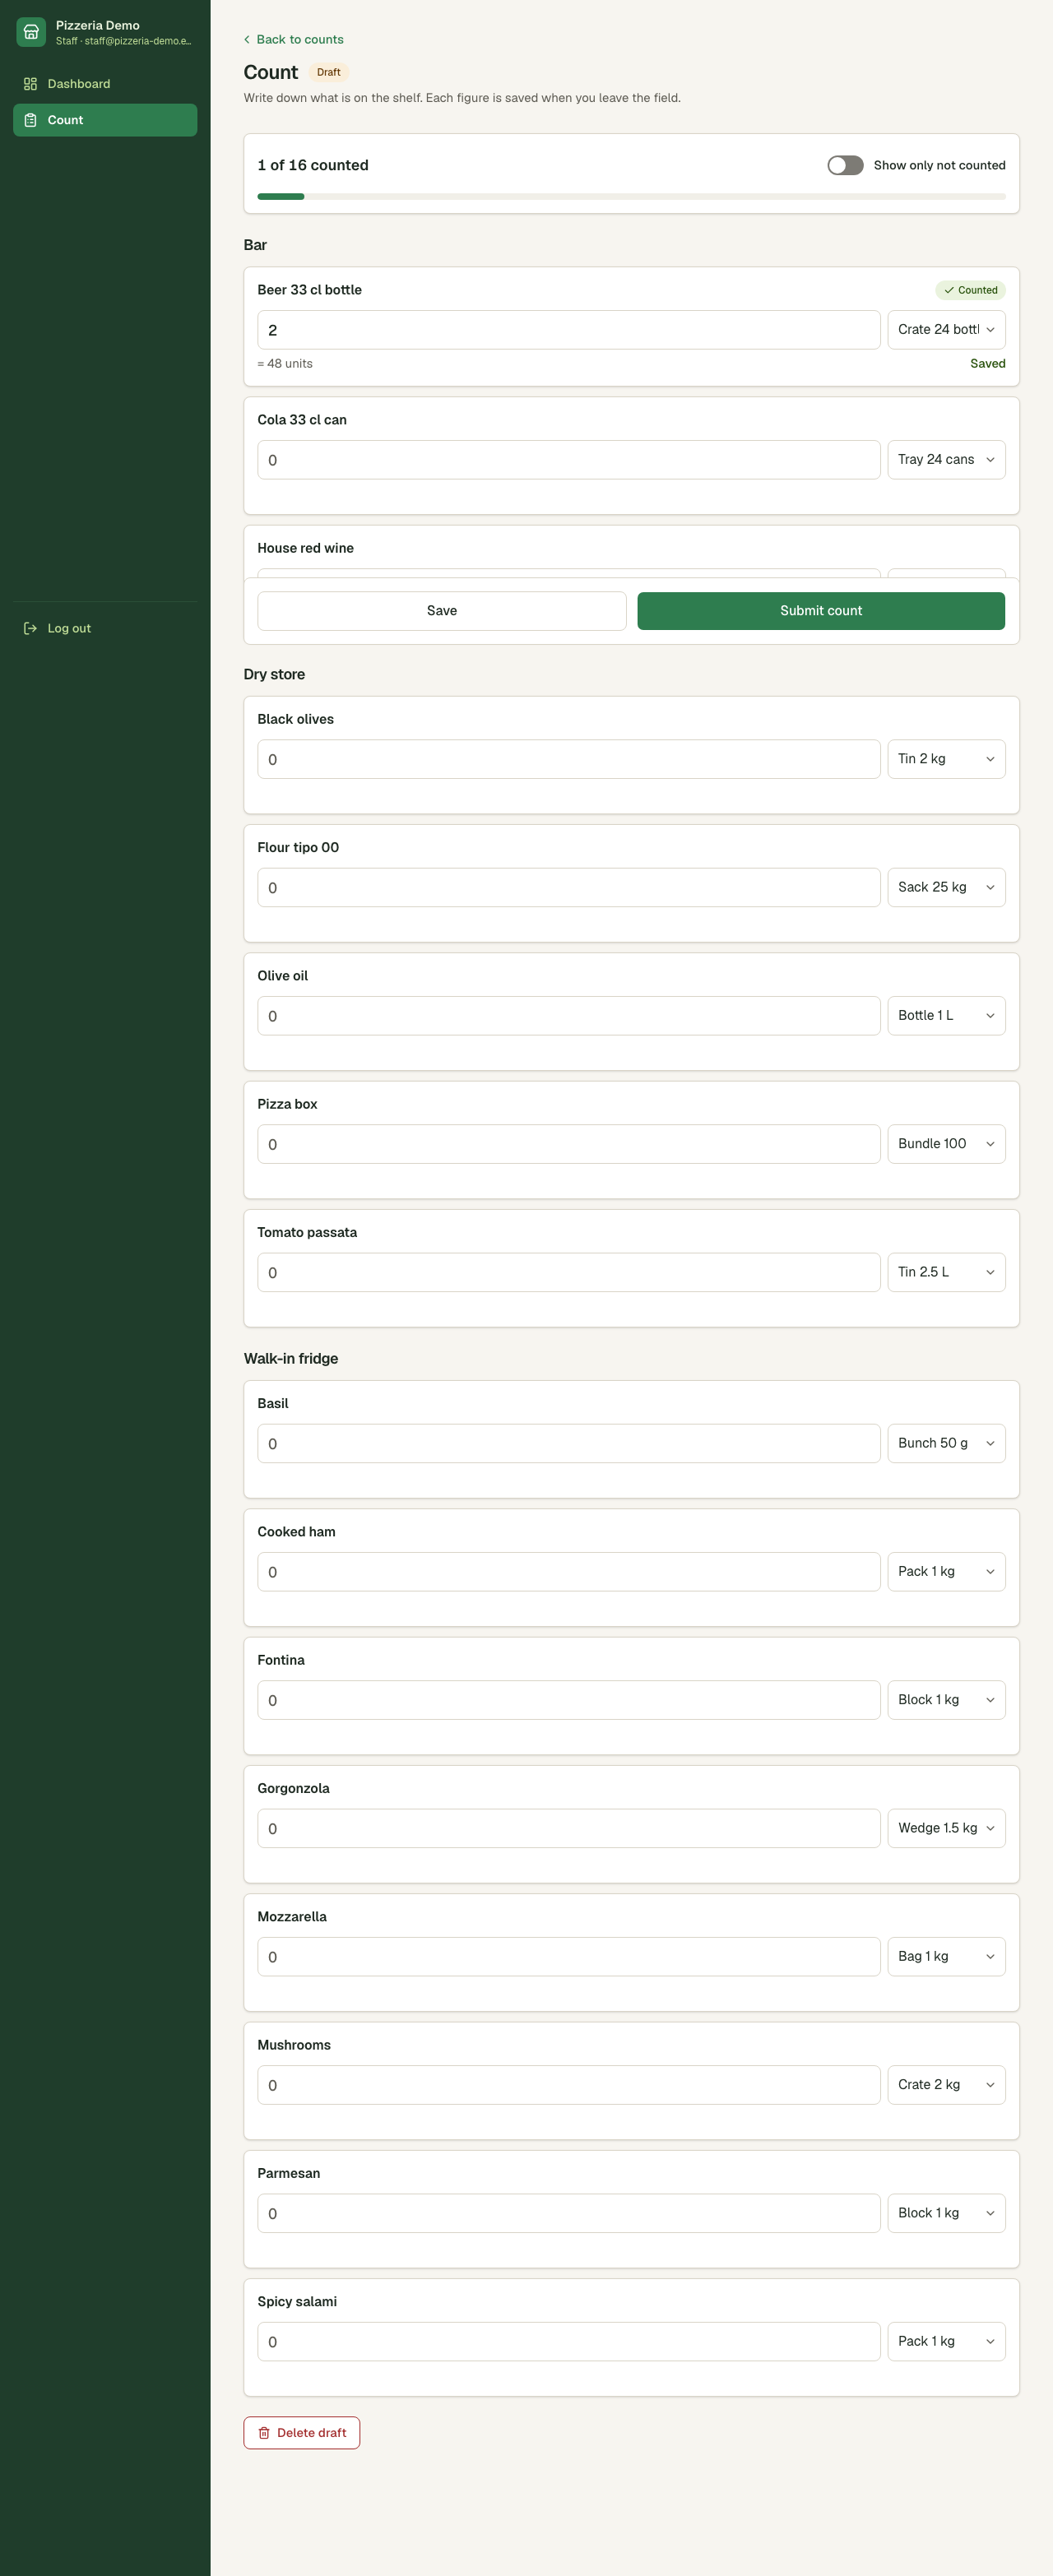 Pizzeria Demo
Staff · staff@pizzeria-demo.e…
Dashboard
Count
Log out
Back to counts
Count
Draft
Write down what is on the shelf. Each figure is saved when you leave the field.
1 of 16 counted
Show only not counted
Bar
Beer 33 cl bottle
Counted
2
Crate 24 bottl
= 48 units
Saved
Cola 33 cl can
0
Tray 24 cans
House red wine
Save
Submit count
Dry store
Black olives
0
Tin 2 kg
Flour tipo 00
0
Sack 25 kg
Olive oil
0
Bottle 1 L
Pizza box
0
Bundle 100
Tomato passata
0
Tin 2.5 L
Walk-in fridge
Basil
0
Bunch 50 g
Cooked ham
0
Pack 1 kg
Fontina
0
Block 1 kg
Gorgonzola
0
Wedge 1.5 kg
Mozzarella
0
Bag 1 kg
Mushrooms
0
Crate 2 kg
Parmesan
0
Block 1 kg
Spicy salami
0
Pack 1 kg
Delete draft